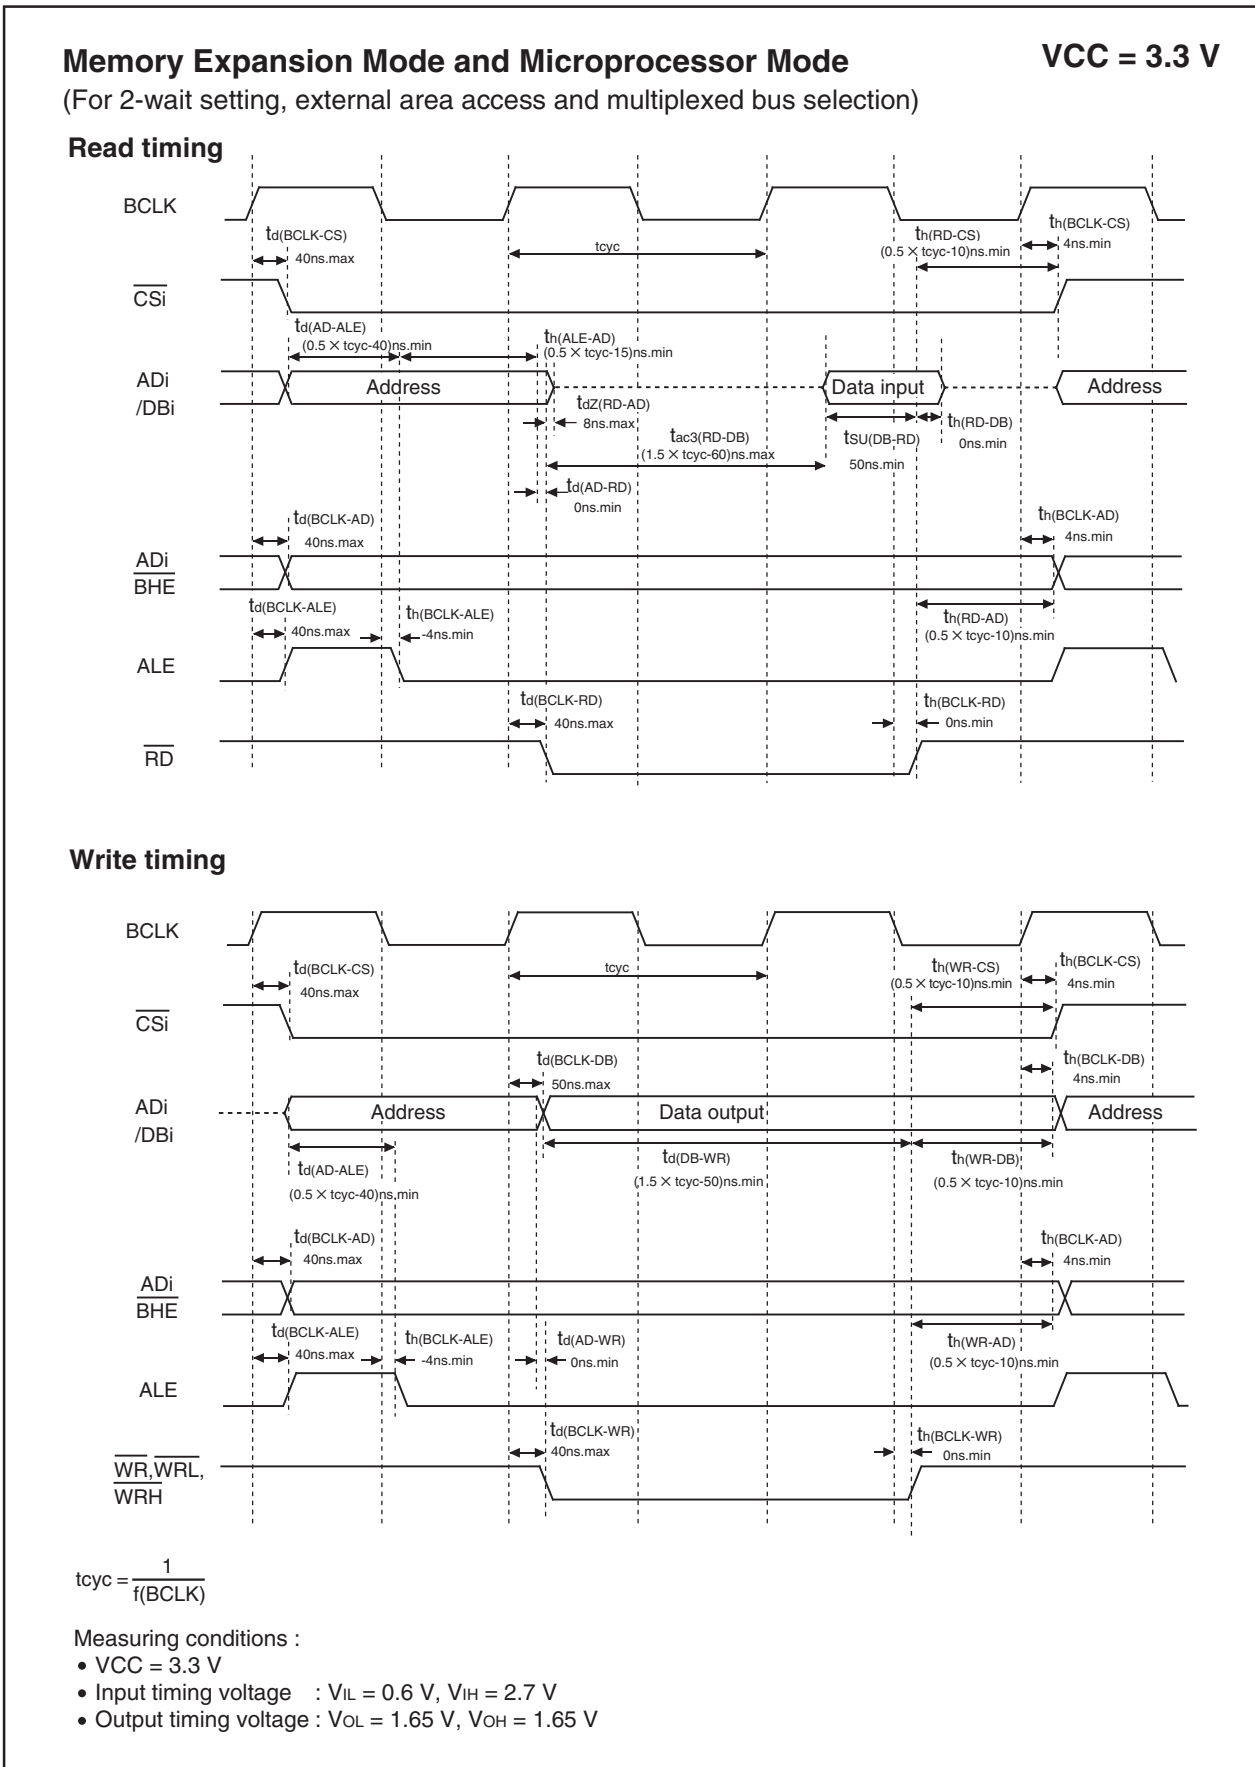 Memory Expansion Mode and Microprocessor Mode
VCC = 3.3 V
(For 2-wait setting, external area access and multiplexed bus selection)
Read timing
BCLK
td(BCLK-CS)
40ns.max
tcyc
th(RD-CS)
(0.5 × tcyc-10)ns.min
th(BCLK-CS)
4ns.min
CSi
td(AD-ALE)
(0.5 × tcyc-40)ns.min
th(ALE-AD)
(0.5 × tcyc-15)ns.min
ADi
/DBi
Address
Data input
Address
tdZ(RD-AD)
8ns.max
tac3(RD-DB)
(1.5 × tcyc-60)ns.max
tSU(DB-RD)
50ns.min
th(RD-DB)
0ns.min
td(AD-RD)
0ns.min
td(BCLK-AD)
40ns.max
th(BCLK-AD)
4ns.min
ADi
BHE
td(BCLK-ALE)
40ns.max
th(BCLK-ALE)
-4ns.min
th(RD-AD)
(0.5 × tcyc-10)ns.min
ALE
td(BCLK-RD)
40ns.max
th(BCLK-RD)
0ns.min
RD
Write timing
BCLK
td(BCLK-CS)
40ns.max
tcyc
th(WR-CS)
(0.5 × tcyc-10)ns.min
th(BCLK-CS)
4ns.min
CSi
td(BCLK-DB)
50ns.max
th(BCLK-DB)
4ns.min
ADi
/DBi
Address
Data output
Address
td(AD-ALE)
(0.5 × tcyc-40)ns.min
td(DB-WR)
(1.5 × tcyc-50)ns.min
th(WR-DB)
(0.5 × tcyc-10)ns.min
td(BCLK-AD)
40ns.max
th(BCLK-AD)
4ns.min
ADi
BHE
td(BCLK-ALE)
40ns.max
th(BCLK-ALE)
-4ns.min
td(AD-WR)
0ns.min
th(WR-AD)
(0.5 × tcyc-10)ns.min
ALE
td(BCLK-WR)
40ns.max
th(BCLK-WR)
0ns.min
WR,WRL,
WRH
tcyc = 1
f(BCLK)
Measuring conditions :
• VCC = 3.3 V
• Input timing voltage : VIL = 0.6 V, VIH = 2.7 V
• Output timing voltage : VOL = 1.65 V, VOH = 1.65 V